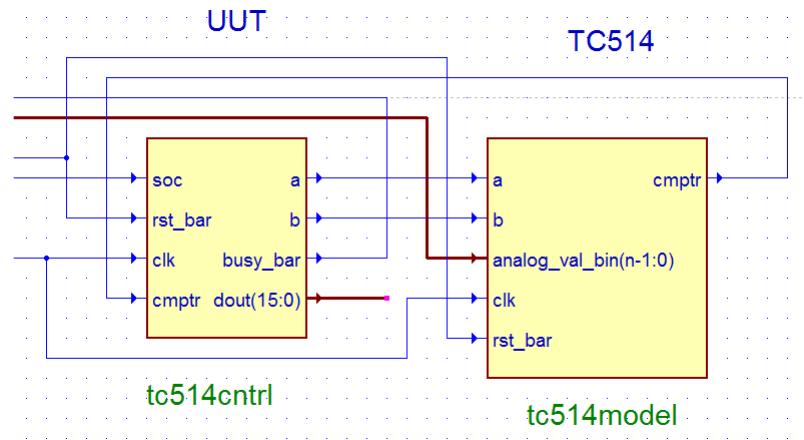 UUT
TC514
soc
a
rst_bar
b
clk
busy_bar
cmptr
dout(15:0)
a
cmptr
b
analog_val_bin(n-1:0)
clk
rst_bar
tc514cntrl
tc514model